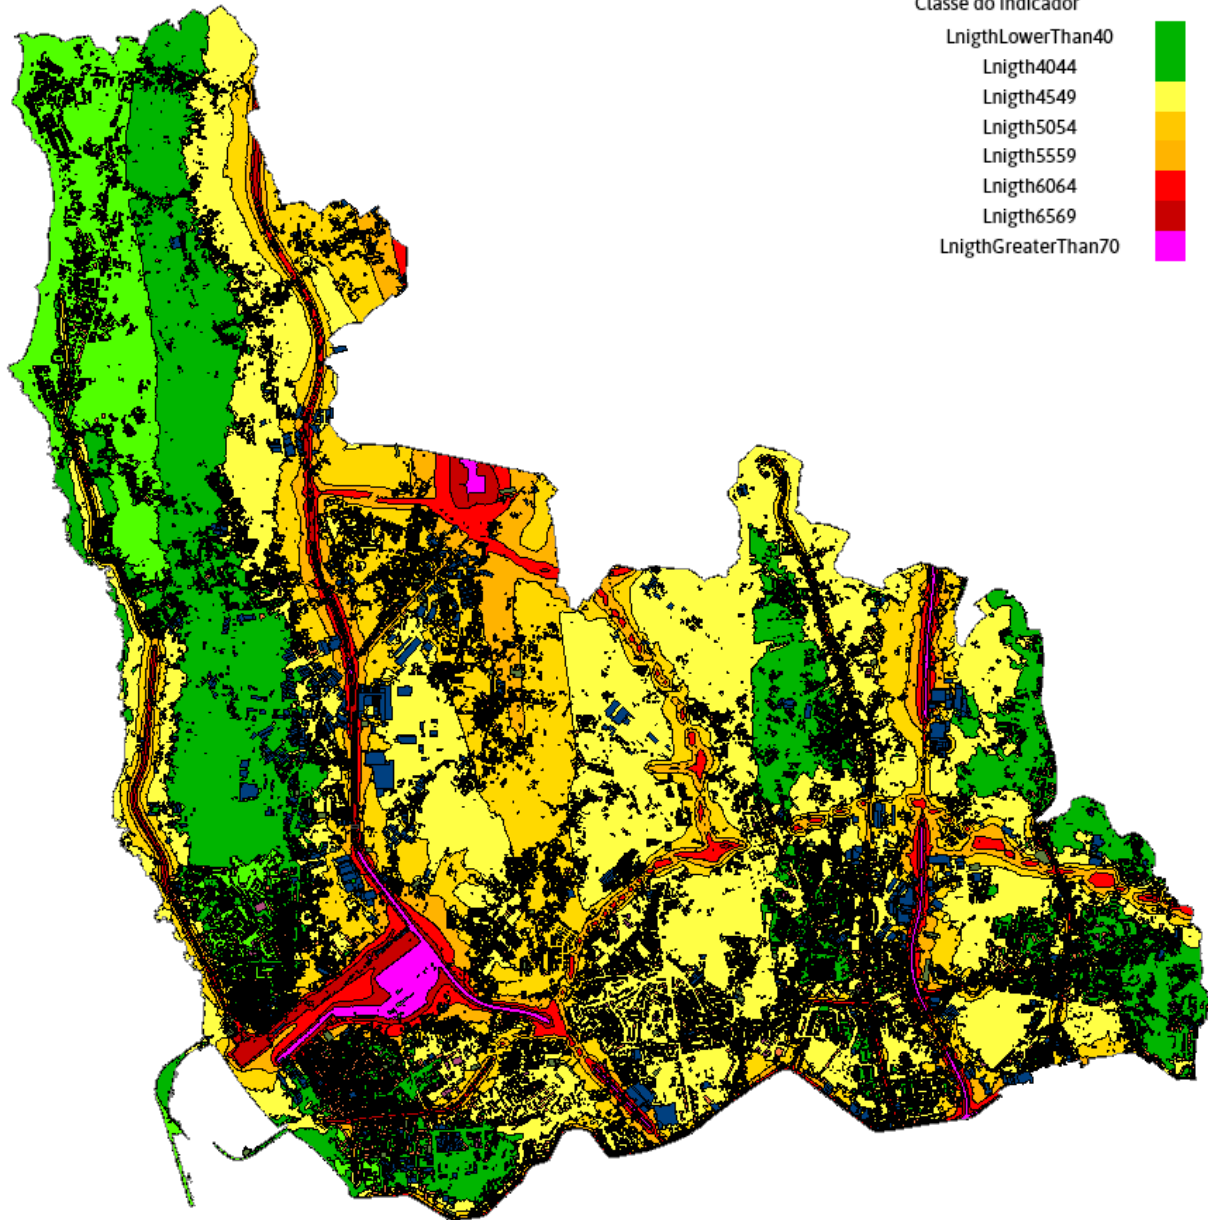 Classe do Indicador
LnigthLowerThan40
Lnigth4044
Lnigth4549
Lnigth5054
Lnigth5559
Lnigth6064
Lnigth6569
LnigthGreaterThan70